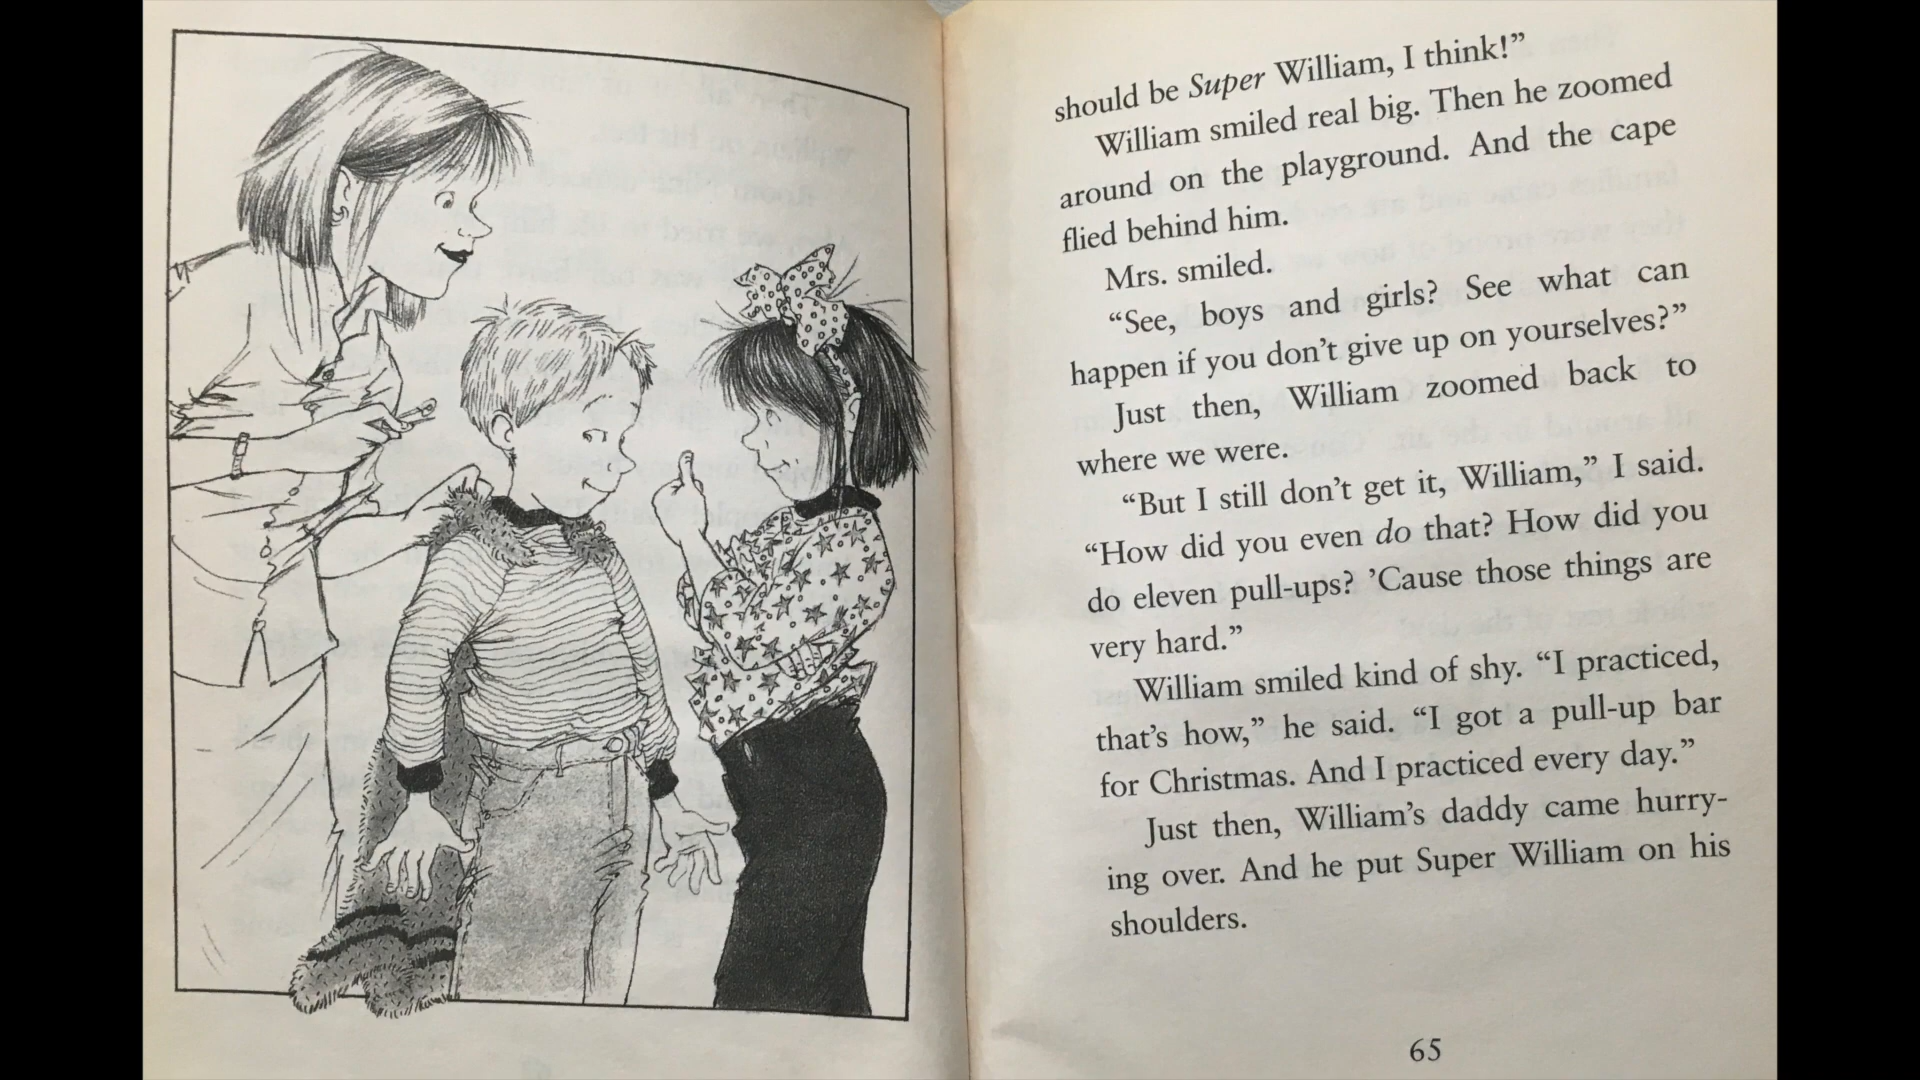 should be Super William, I think!”
William smiled real big. Then he zoomed
around on the playground. And the cape
flied behind him.
Mrs. smiled.
“See, boys and girls? See what can
happen if you don’t give up on yourselves?”
Just then, William zoomed back to
where we were.
“But I still don’t get it, William,” I said.
“How did you even do that? How did you
do eleven pull-ups? ’Cause those things are
very hard.”
William smiled kind of shy. “I practiced,
that’s how,” he said. “I got a pull-up bar
for Christmas. And I practiced every day.”
Just then, William’s daddy came hurry-
ing over. And he put Super William on his
shoulders.
65